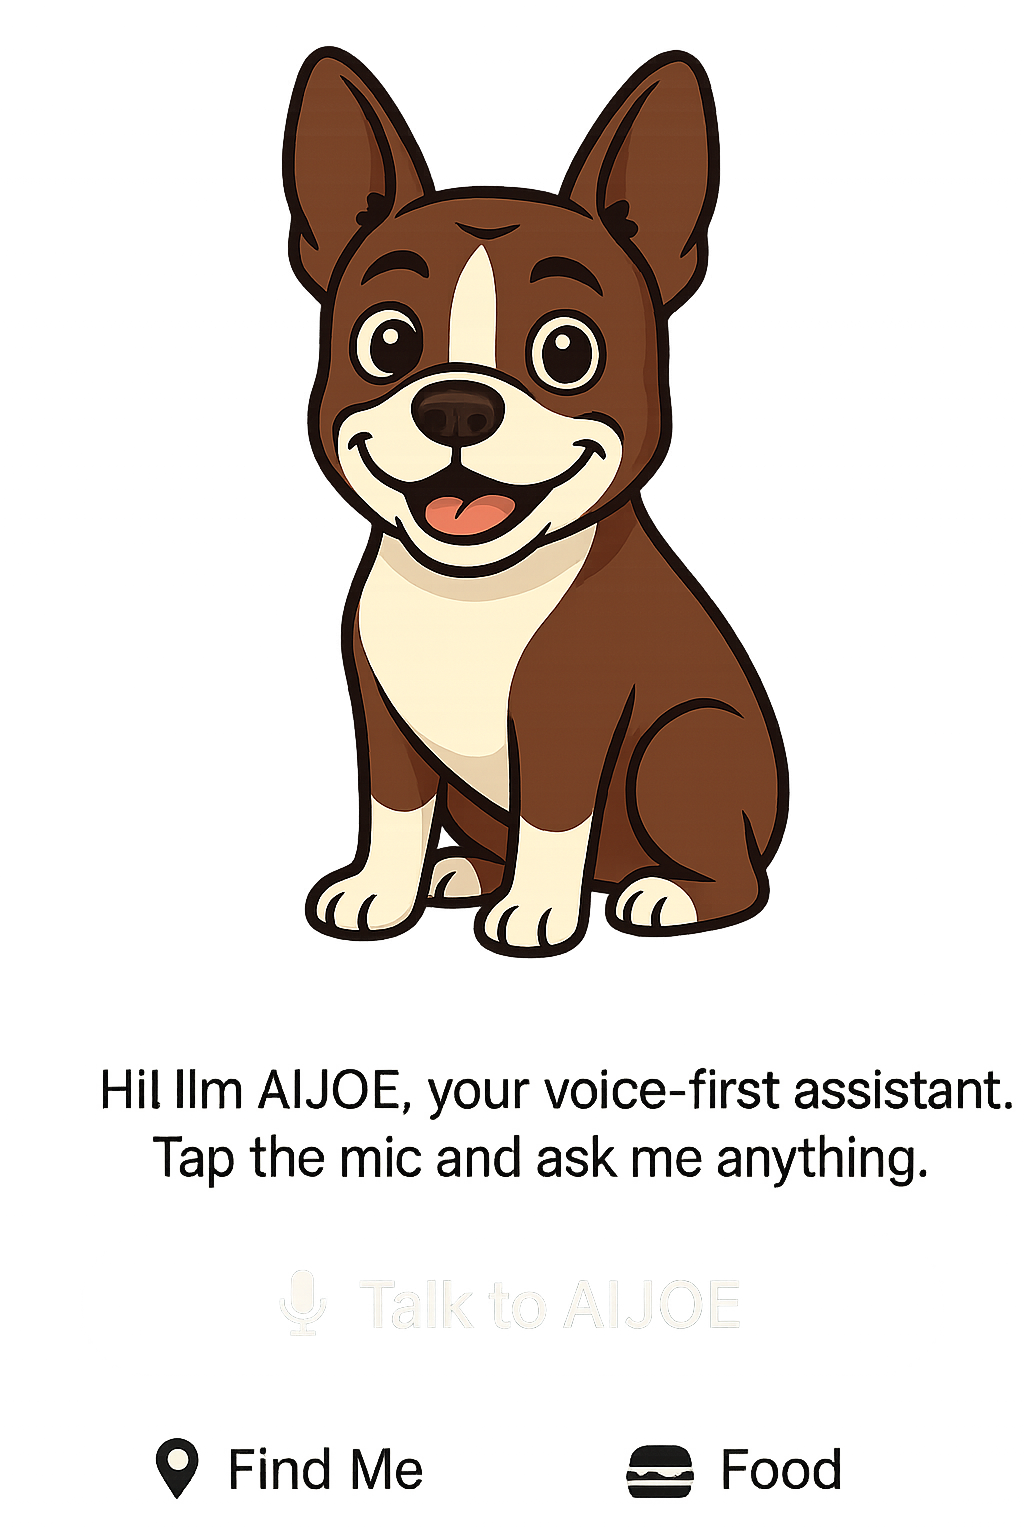 Hil llm AIJOE, your voice-first assistant.
Tap the mic and ask me anything.
Talk to AIJOE
Find Me
Food